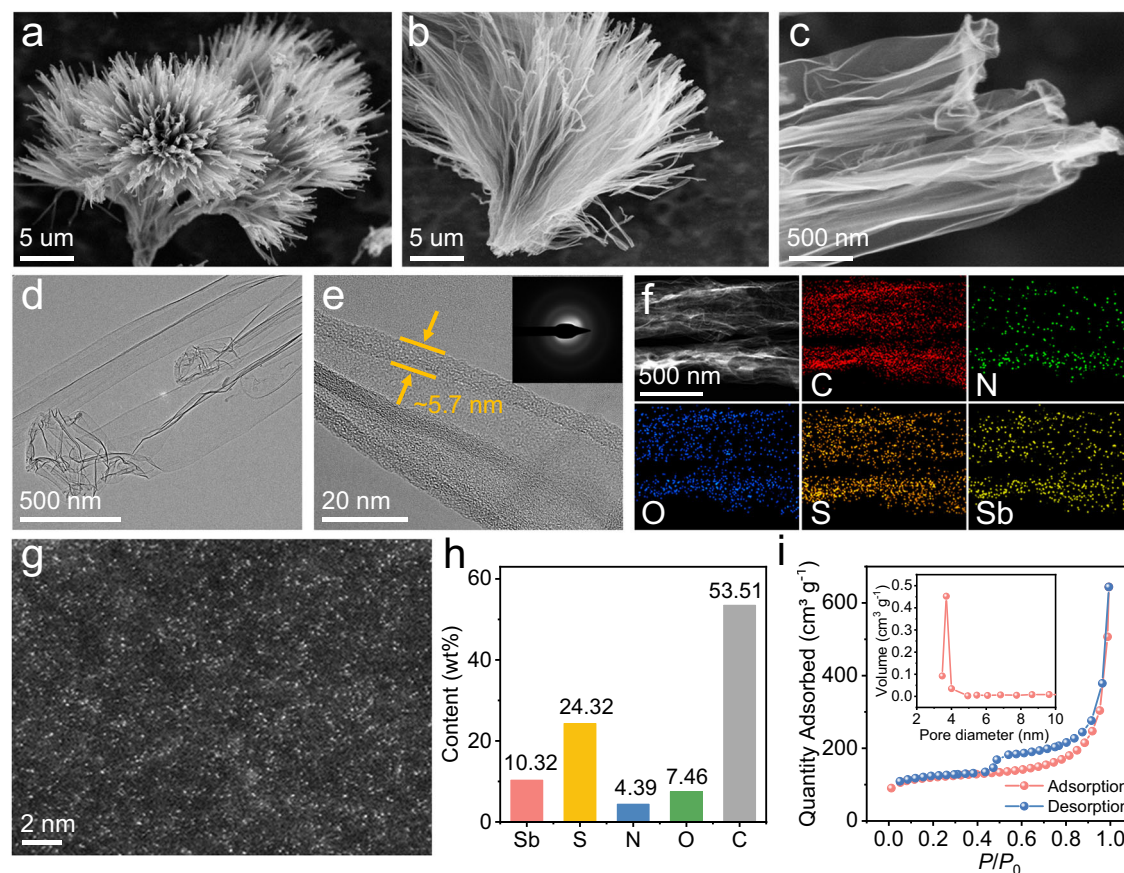 a
5 um
b
5 um
c
500 nm
d
500 nm
e
~5.7 nm
20 nm
f
500 nm
C
N
O
S
Sb
g
2 nm
h
Content (wt%)
60
40
20
0
10.32
24.32
4.39
7.46
53.51
Sb
S
N
O
C
i
Quantity Adsorbed (cm³ g⁻¹)
600
400
200
0
Volume (cm³ g⁻¹)
0.5
0.4
0.3
0.2
0.1
0.0
2
4
6
8
10
Pore diameter (nm)
Adsorption
Desorption
0.0
0.2
0.4
0.6
0.8
1.0
P/P₀